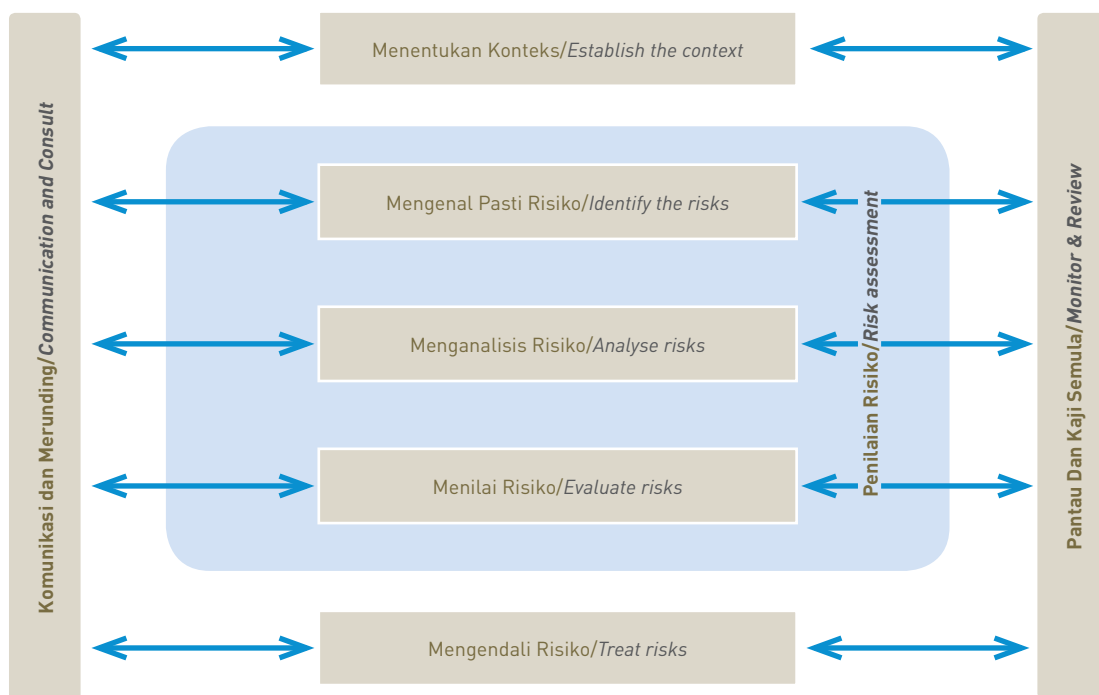 Komunikasi dan Merunding/Communication and Consult
Menentukan Konteks/Establish the context
Mengenal Pasti Risiko/Identify the risks
Menganalisis Risiko/Analyse risks
Menilai Risiko/Evaluate risks
Mengendali Risiko/Treat risks
Penilaian Risiko/Risk assessment
Pantau Dan Kaji Semula/Monitor & Review